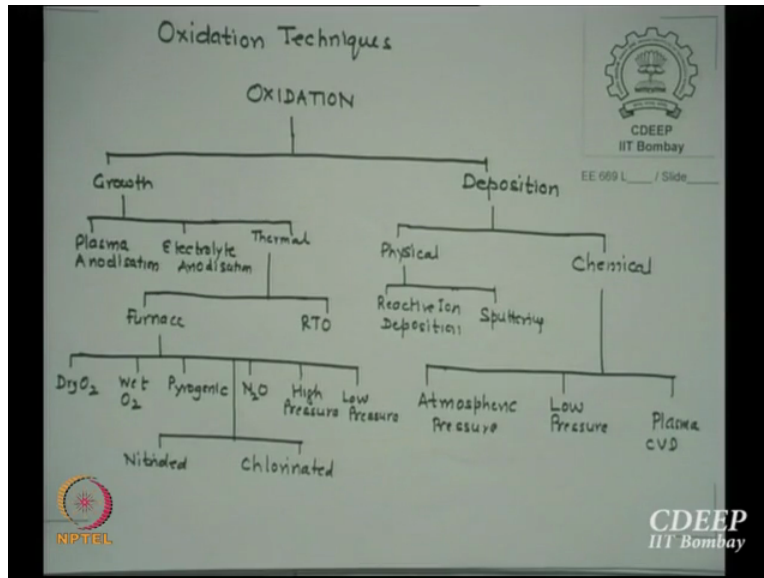 Oxidation Techniques
OXIDATION
CDEEP
IIT Bombay
EE 669 L____ / Slide_____
Growth
Deposition
Plasma
Anodisation
Electrolyte
Anodisation
Thermal
Physical
Chemical
Furnace
RTO
Reactive Ion
Deposition
Sputtering
Dry O2
Wet
O2
Pyrogenic
N2O
High
Pressure
Low
Pressure
Atmospheric
Pressure
Low
Pressure
Plasma
CVD
Nitrided
Chlorinated
NPTEL
CDEEP
IIT Bombay